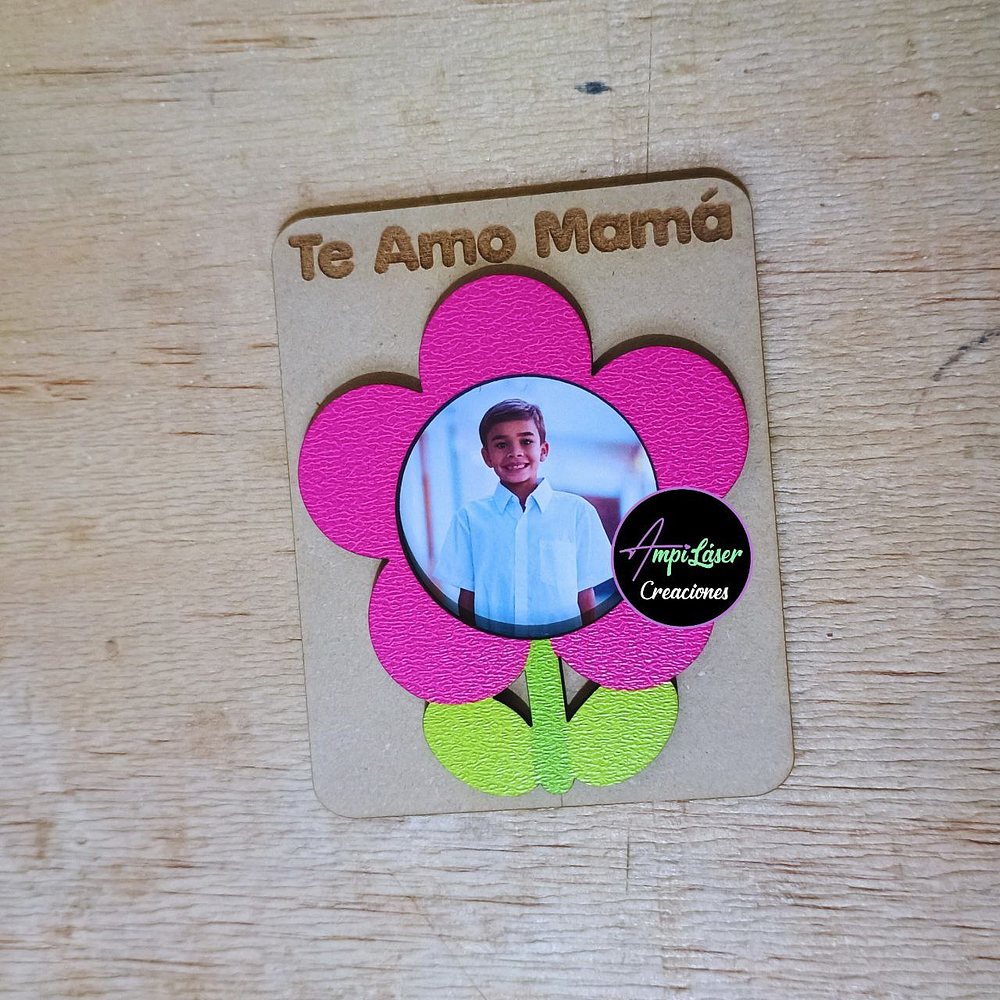 Te Amo Mamá
AmpiLáser
Creaciones